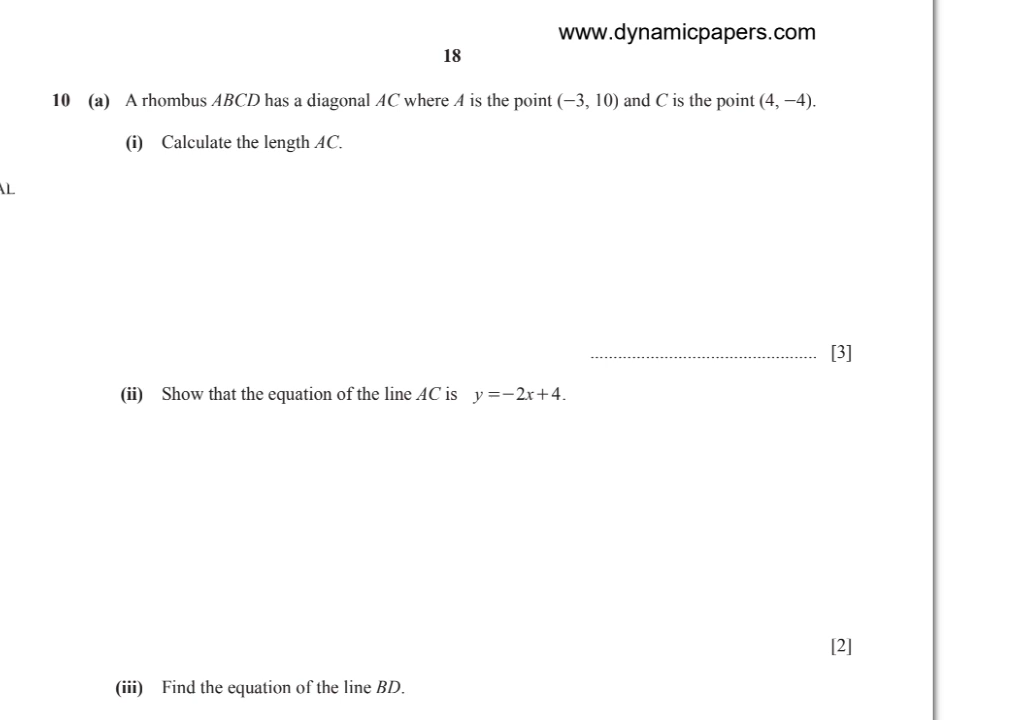 www.dynamicpapers.com
18
10 (a) A rhombus ABCD has a diagonal AC where A is the point (−3, 10) and C is the point (4, −4).
(i) Calculate the length AC.
AL
................................................ [3]
(ii) Show that the equation of the line AC is y=−2x+4.
[2]
(iii) Find the equation of the line BD.